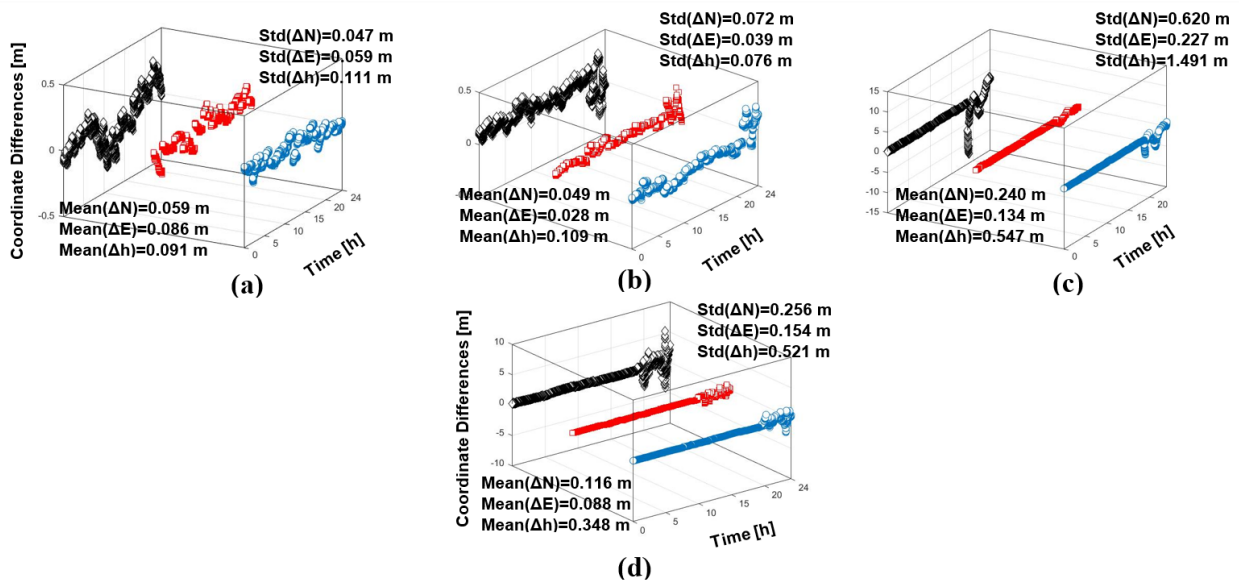 Coordinate Differences [m]
0.5
0
-0.5
Std(ΔN)=0.047 m
Std(ΔE)=0.059 m
Std(Δh)=0.111 m
Mean(ΔN)=0.059 m
Mean(ΔE)=0.086 m
Mean(Δh)=0.091 m
0
5
10
15
20
24
Time [h]
(a)
0.5
0
Std(ΔN)=0.072 m
Std(ΔE)=0.039 m
Std(Δh)=0.076 m
Mean(ΔN)=0.049 m
Mean(ΔE)=0.028 m
Mean(Δh)=0.109 m
0
5
10
15
20
24
Time [h]
(b)
15
10
5
0
-5
-10
-15
Std(ΔN)=0.620 m
Std(ΔE)=0.227 m
Std(Δh)=1.491 m
Mean(ΔN)=0.240 m
Mean(ΔE)=0.134 m
Mean(Δh)=0.547 m
0
5
10
15
20
Time [h]
(c)
Coordinate Differences [m]
10
5
0
-5
-10
Std(ΔN)=0.256 m
Std(ΔE)=0.154 m
Std(Δh)=0.521 m
Mean(ΔN)=0.116 m
Mean(ΔE)=0.088 m
Mean(Δh)=0.348 m
0
5
10
15
20
24
Time [h]
(d)